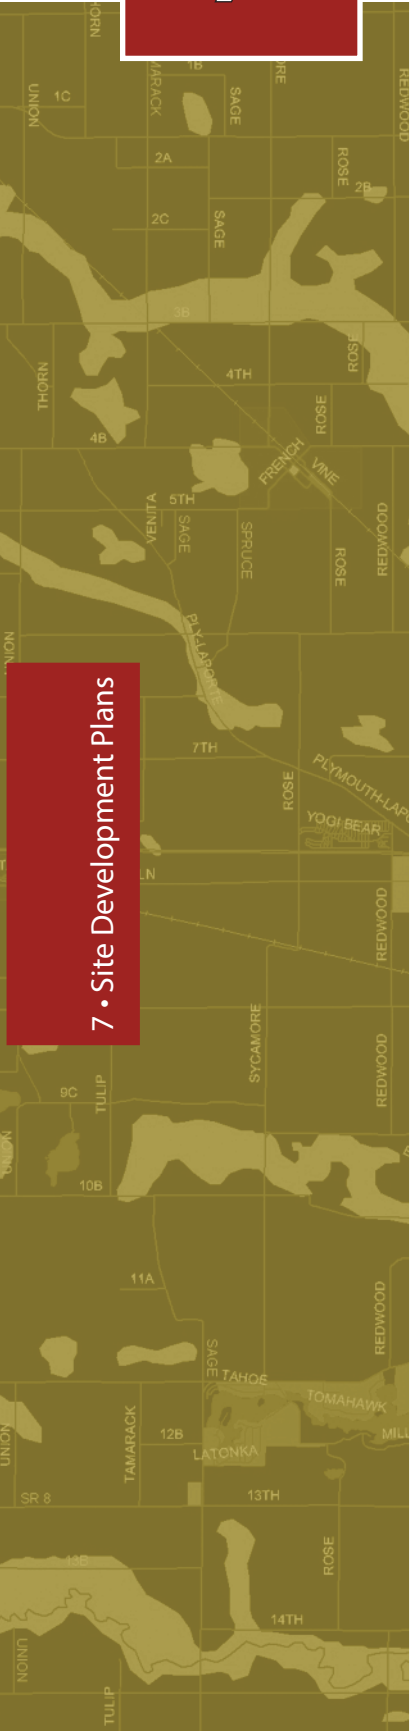 1B
1C
UNION
SAGE
REDWOOD
2A
ROSE
2B
2C
SAGE
3B
ROSE
THORN
4TH
ROSE
4B
FRENCH
VINE
5TH
VENITA
SAGE
SPRUCE
ROSE
REDWOOD
PLY-LAPORTE
7 • Site Development Plans
7TH
ROSE
PLYMOUTH-LAPO
YOGI BEAR
LN
REDWOOD
SYCAMORE
REDWOOD
9C
TULIP
UNION
10B
11A
REDWOOD
SAGE
TAHOE
TOMAHAWK
UNION
TAMARACK
12B
LATONKA
MILL
SR 8
13TH
ROSE
13B
14TH
UNION
TULIP